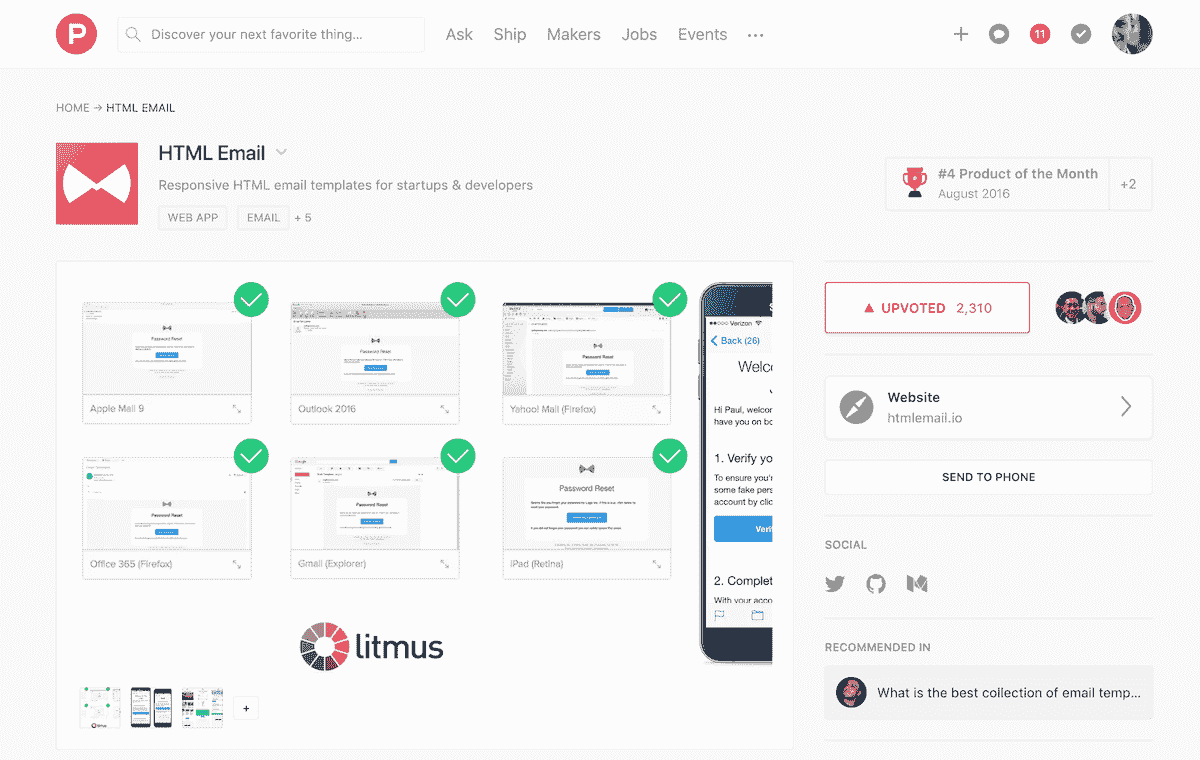 P
Discover your next favorite thing...
Ask
Ship
Makers
Jobs
Events
11
HOME → HTML EMAIL
HTML Email
Responsive HTML email templates for startups & developers
WEB APP
EMAIL
+ 5
#4 Product of the Month
August 2016
+2
Password Reset
Apple Mail 9
Password Reset
Outlook 2016
Password Reset
Yahoo! Mail (Firefox)
Password Reset
Office 365 (Firefox)
Google
Password Reset
Gmail (Explorer)
Password Reset
iPad (Retina)
litmus
Verizon
Back (26)
Welco
Hi Paul, welcom
have you on bo
1. Verify yo
To ensure you'
some fake pers
account by clic
Veri
2. Complet
With your acco
+
UPVOTED 2,310
Website
htmlemail.io
SEND TO PHONE
SOCIAL
RECOMMENDED IN
What is the best collection of email temp...